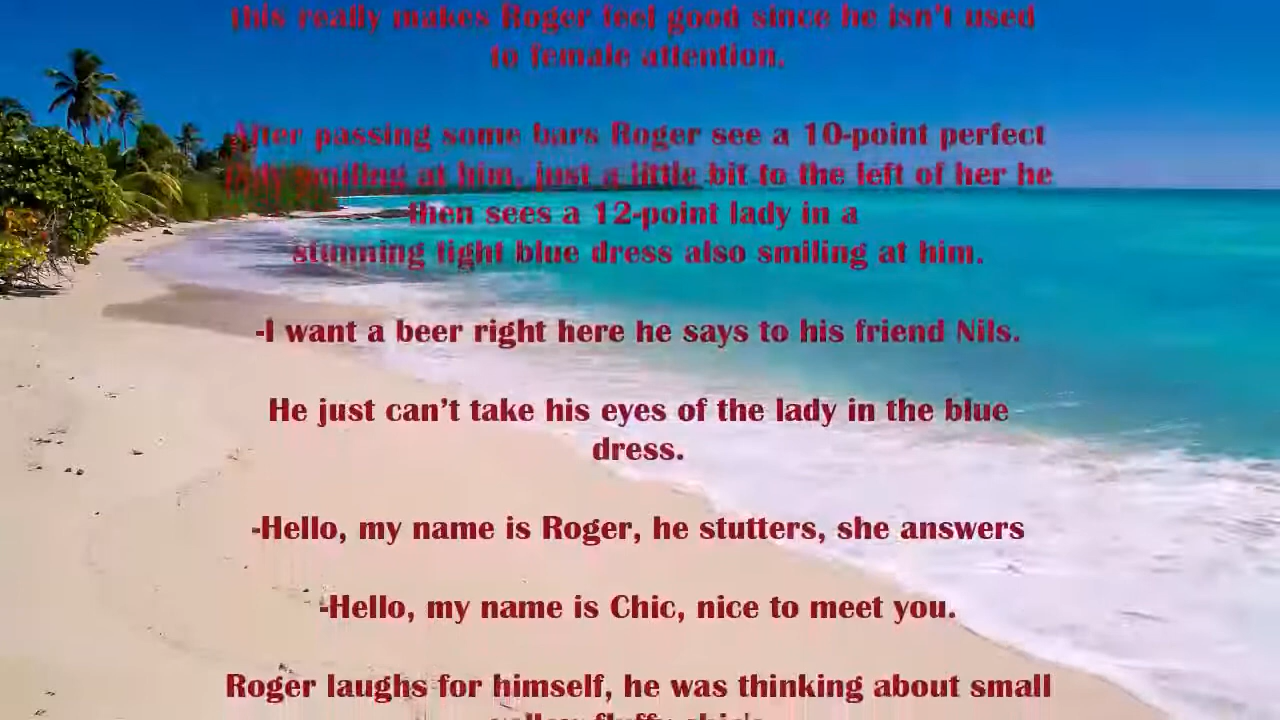 this really makes Roger feel good since he isn't used
to female attention.
After passing some bars Roger see a 10-point perfect
lady smiling at him, just a little bit to the left of her he
then sees a 12-point lady in a
stunning tight blue dress also smiling at him.
-I want a beer right here he says to his friend Nils.
He just can’t take his eyes of the lady in the blue
dress.
-Hello, my name is Roger, he stutters, she answers
-Hello, my name is Chic, nice to meet you.
Roger laughs for himself, he was thinking about small
yellow fluffy